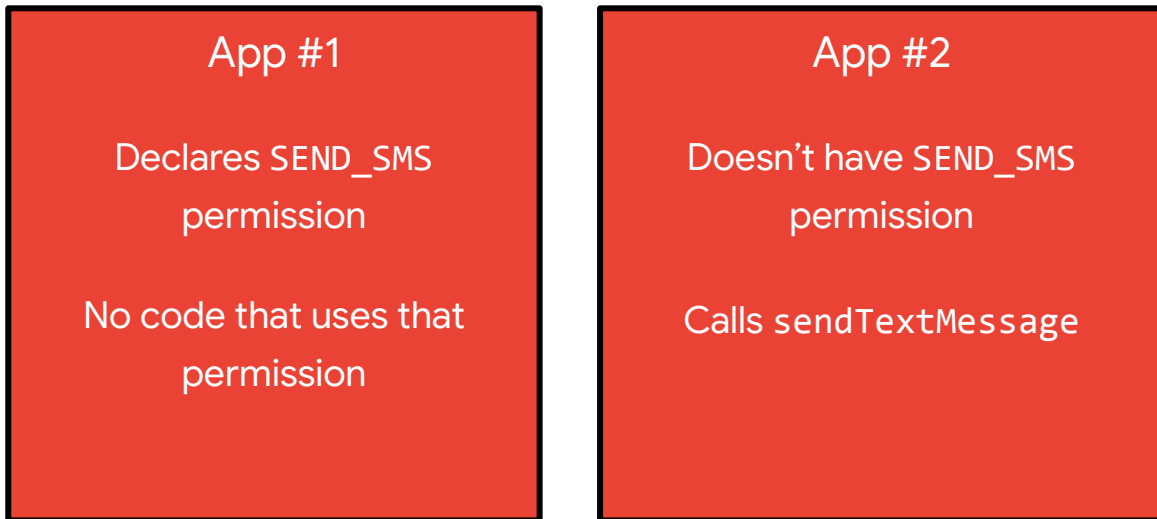 App #1
Declares SEND_SMS
permission
No code that uses that
permission
App #2
Doesn’t have SEND_SMS
permission
Calls sendTextMessage